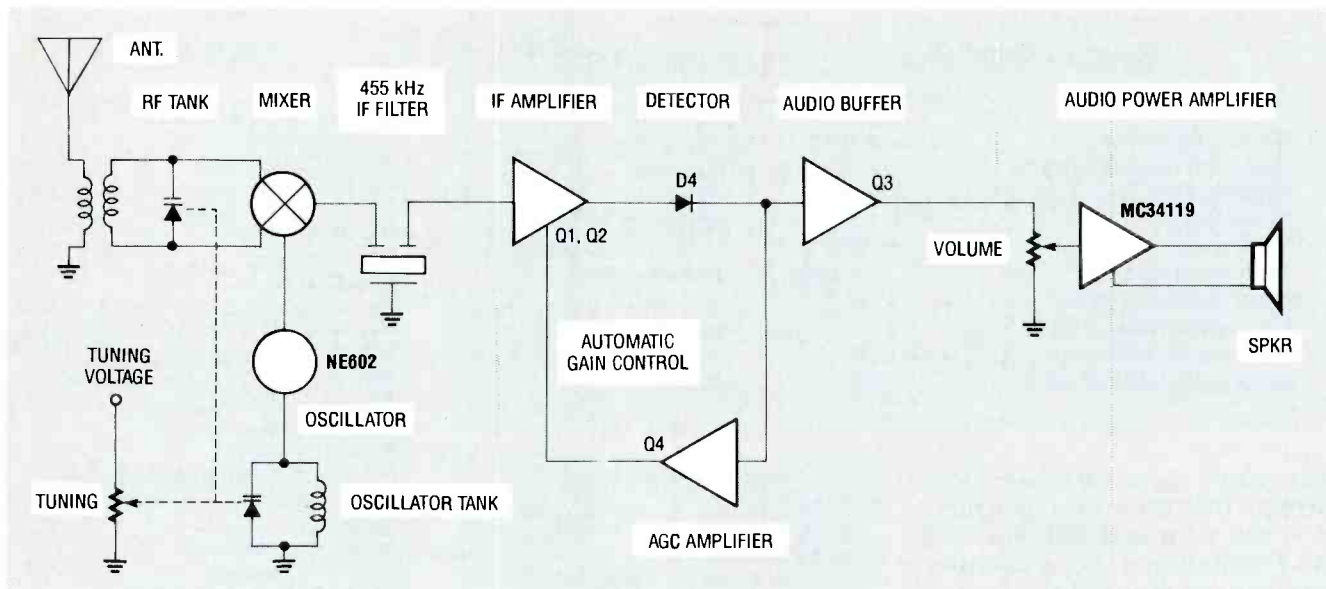 ANT.
RF TANK
MIXER
455 kHz
IF FILTER
IF AMPLIFIER
DETECTOR
AUDIO BUFFER
AUDIO POWER AMPLIFIER
D4
Q1, Q2
Q3
MC34119
VOLUME
SPKR
AUTOMATIC
GAIN CONTROL
NE602
OSCILLATOR
TUNING
VOLTAGE
TUNING
OSCILLATOR TANK
Q4
AGC AMPLIFIER